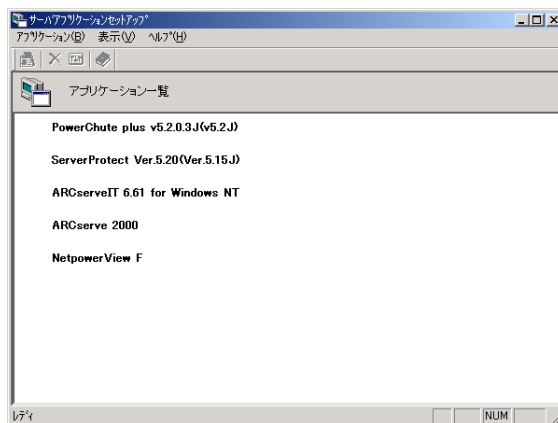 サーバアプリケーションセットアップ
アプリケーション(B) 表示(V) ヘルプ(H)
アプリケーション一覧
PowerChute plus v5.2.0.3J(v5.2J)
ServerProtect Ver.5.20(Ver.5.15J)
ARCserveIT 6.61 for Windows NT
ARCserve 2000
NetpowerView F
レディ NUM